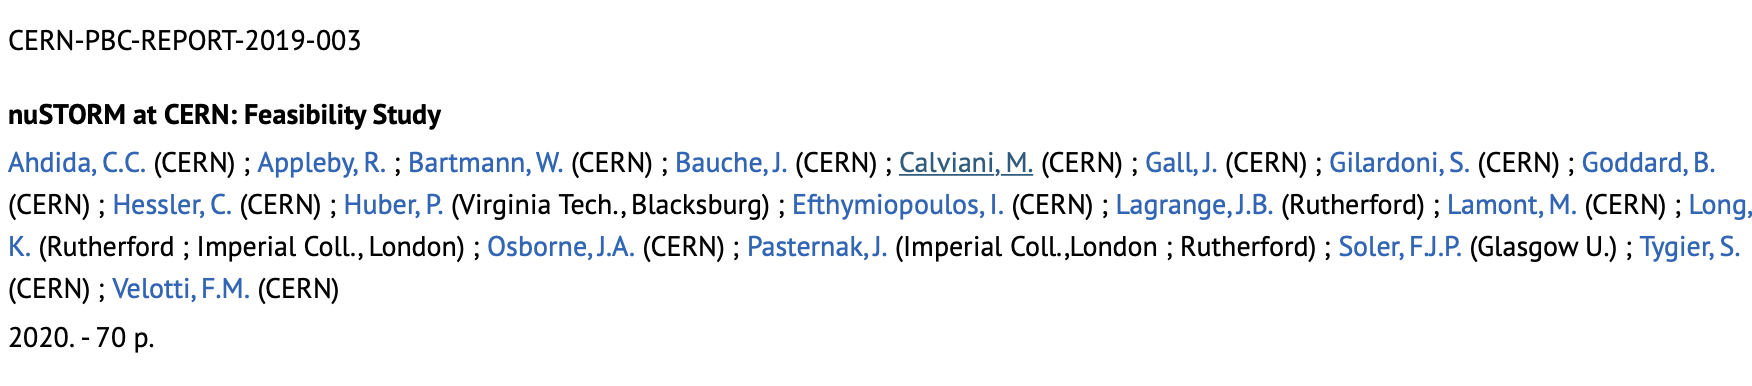 CERN-PBC-REPORT-2019-003
nuSTORM at CERN: Feasibility Study
Ahdida, C.C. (CERN) ; Appleby, R. ; Bartmann, W. (CERN) ; Bauche, J. (CERN) ; Calviani, M. (CERN) ; Gall, J. (CERN) ; Gilardoni, S. (CERN) ; Goddard, B.
(CERN) ; Hessler, C. (CERN) ; Huber, P. (Virginia Tech., Blacksburg) ; Efthymiopoulos, I. (CERN) ; Lagrange, J.B. (Rutherford) ; Lamont, M. (CERN) ; Long,
K. (Rutherford ; Imperial Coll., London) ; Osborne, J.A. (CERN) ; Pasternak, J. (Imperial Coll.,London ; Rutherford) ; Soler, F.J.P. (Glasgow U.) ; Tygier, S.
(CERN) ; Velotti, F.M. (CERN)
2020. - 70 p.